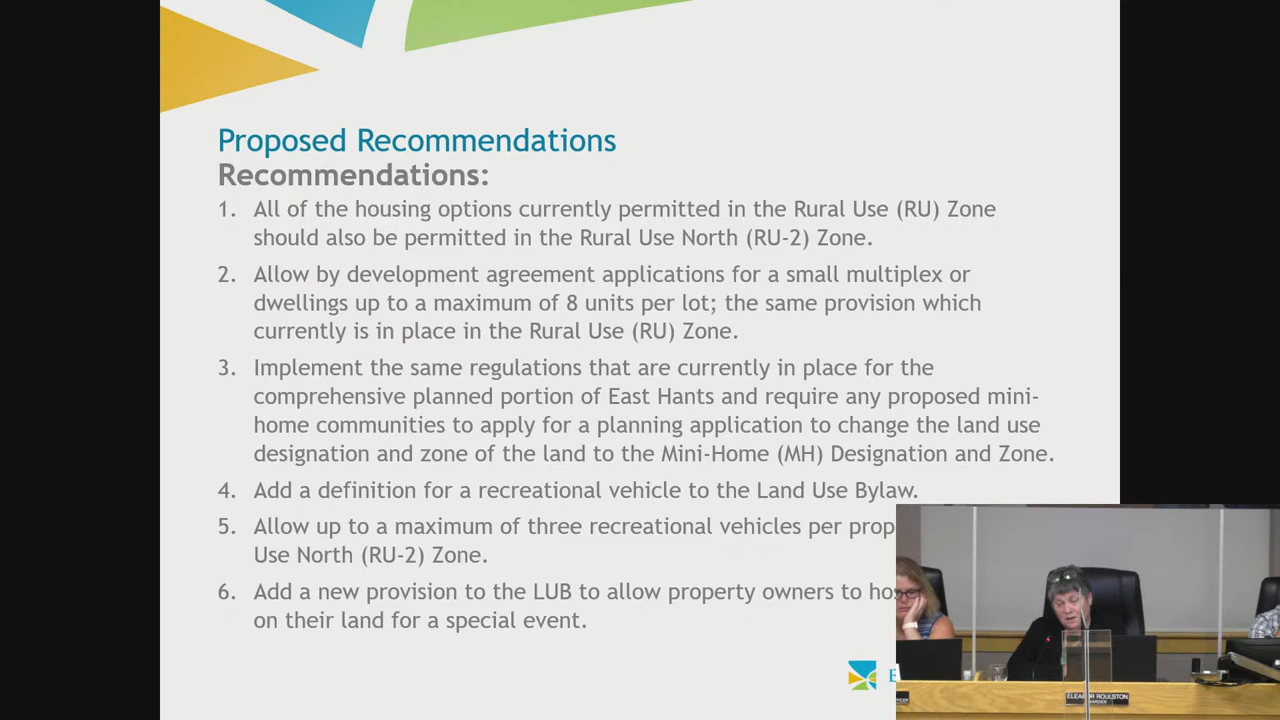 Proposed Recommendations
Recommendations:
1. All of the housing options currently permitted in the Rural Use (RU) Zone
should also be permitted in the Rural Use North (RU-2) Zone.
2. Allow by development agreement applications for a small multiplex or
dwellings up to a maximum of 8 units per lot; the same provision which
currently is in place in the Rural Use (RU) Zone.
3. Implement the same regulations that are currently in place for the
comprehensive planned portion of East Hants and require any proposed mini-
home communities to apply for a planning application to change the land use
designation and zone of the land to the Mini-Home (MH) Designation and Zone.
4. Add a definition for a recreational vehicle to the Land Use Bylaw.
5. Allow up to a maximum of three recreational vehicles per prop
Use North (RU-2) Zone.
6. Add a new provision to the LUB to allow property owners to hos
on their land for a special event.
E
ELEANOR ROULSTON
WARDEN